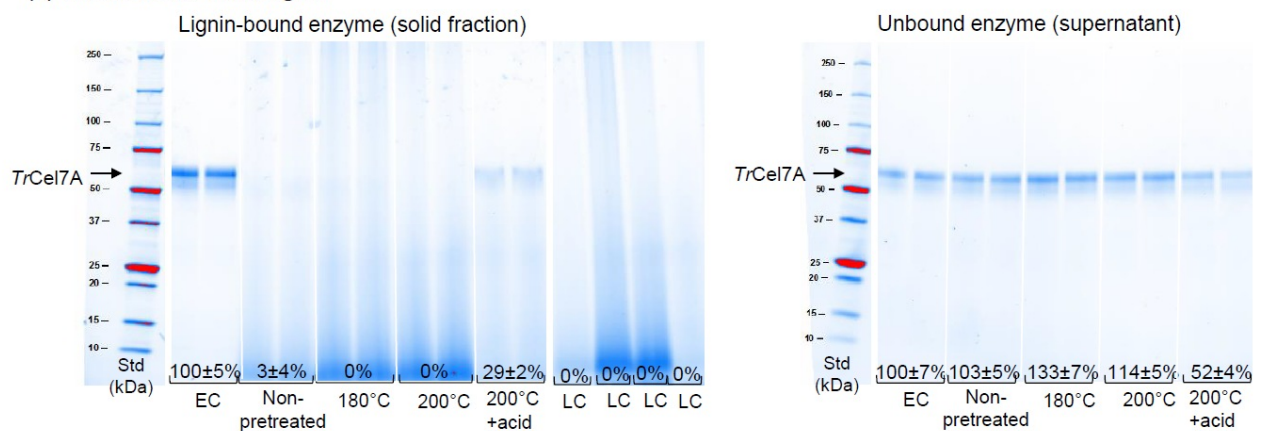 Lignin-bound enzyme (solid fraction)
Unbound enzyme (supernatant)
250 –
150 –
100 –
75 –
50 –
37 –
25 –
20 –
15 –
10 –
TrCel7A
Std
(kDa)
100±5% 3±4% 0% 0% 29±2% 0% 0% 0% 0%
EC Non-pretreated 180°C 200°C 200°C +acid LC LC LC LC
250 –
150 –
100 –
75 –
50 –
37 –
25 –
20 –
15 –
10 –
TrCel7A
Std
(kDa)
100±7% 103±5% 133±7% 114±5% 52±4%
EC Non-pretreated 180°C 200°C 200°C +acid